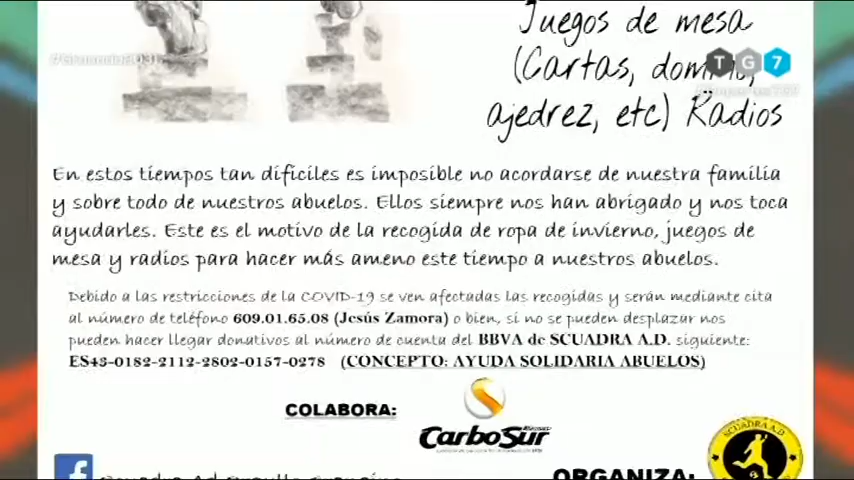 Juegos de mesa
#Granada2031
TG7
(Cartas, dominó,
ajedrez, etc) Radios
En estos tiempos tan difíciles es imposible no acordarse de nuestra familia
y sobre todo de nuestros abuelos. Ellos siempre nos han abrigado y nos toca
ayudarles. Este es el motivo de la recogida de ropa de invierno, juegos de
mesa y radios para hacer más ameno este tiempo a nuestros abuelos.
Debido a las restricciones de la COVID-19 se ven afectadas las recogidas y serán mediante cita
al número de teléfono 609.01.65.08 (Jesús Zamora) o bien, si no se pueden desplazar nos
pueden hacer llegar donativos al número de cuenta del BBVA de SCUADRA A.D. siguiente:
ES43-0182-2112-2802-0157-0278 (CONCEPTO: AYUDA SOLIDARIA ABUELOS)
COLABORA:
CarboSur
SCUADRA A.D
ORGANIZA: